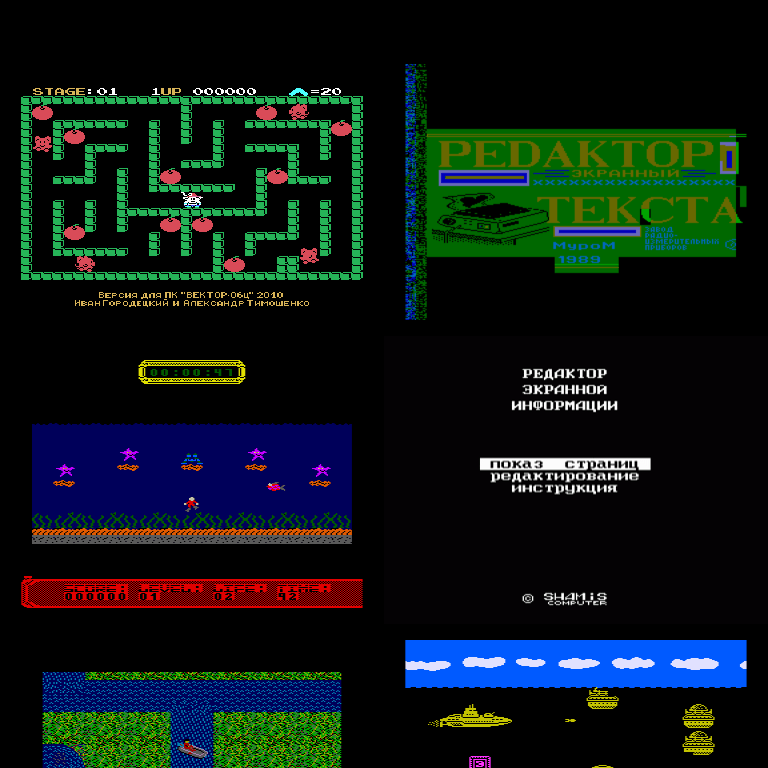 STAGE:01 1UP 000000 =20
Версия для ПК "ВЕКТОР-06ц" 2010
Иван Городецкий и Александр Тимошенко
РЕДАКТОР
ЭКРАННЫЙ
ТЕКСТА
МуроМ
1989
00:00:47
РЕДАКТОР
ЭКРАННОЙ
ИНФОРМАЦИИ
показ страниц
редактирование
инструкция
© SHAMIS
COMPUTER